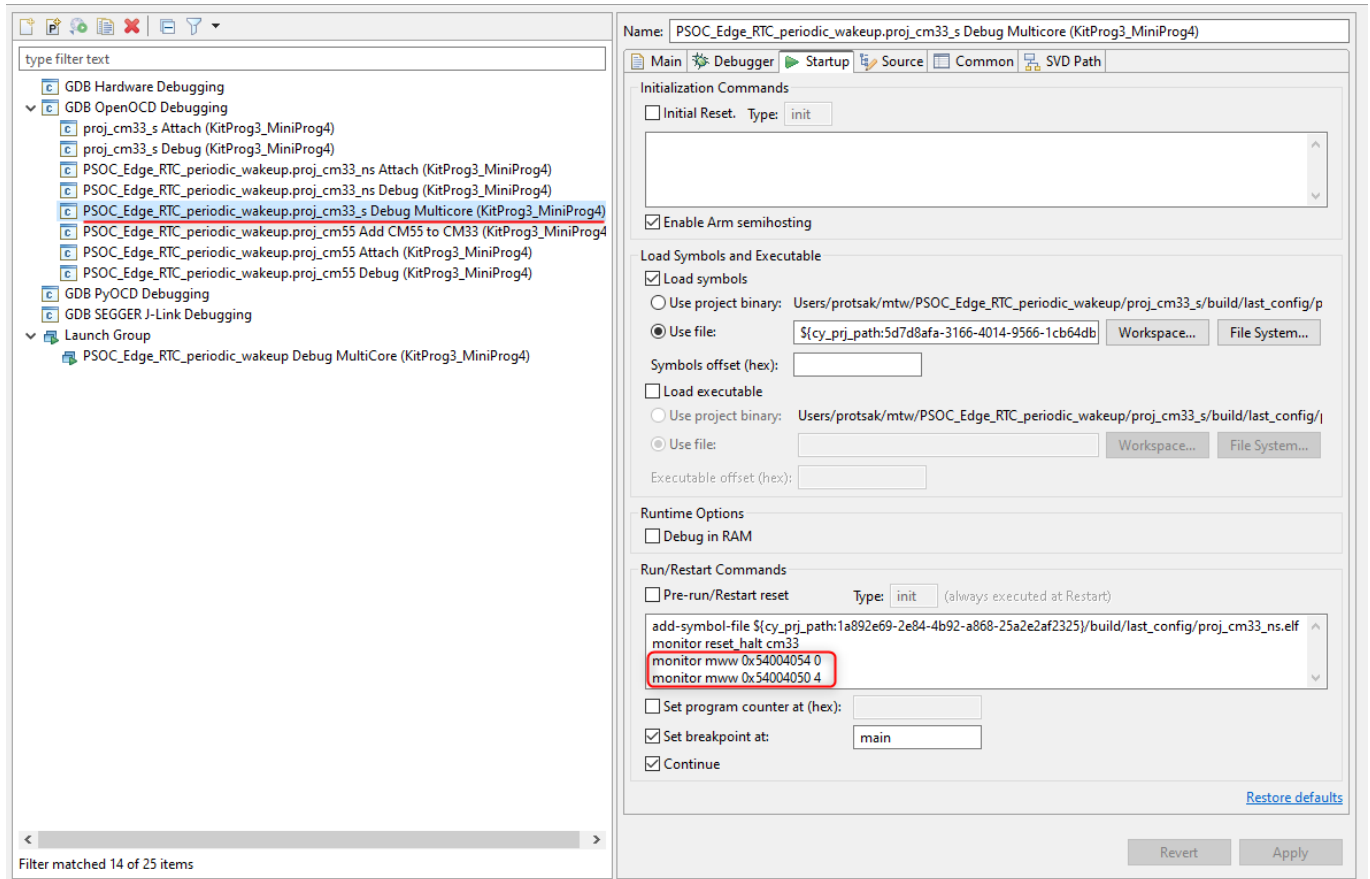 type filter text
GDB Hardware Debugging
GDB OpenOCD Debugging
proj_cm33_s Attach (KitProg3_MiniProg4)
proj_cm33_s Debug (KitProg3_MiniProg4)
PSOC_Edge_RTC_periodic_wakeup.proj_cm33_ns Attach (KitProg3_MiniProg4)
PSOC_Edge_RTC_periodic_wakeup.proj_cm33_ns Debug (KitProg3_MiniProg4)
PSOC_Edge_RTC_periodic_wakeup.proj_cm33_s Debug Multicore (KitProg3_MiniProg4)
PSOC_Edge_RTC_periodic_wakeup.proj_cm55 Add CM55 to CM33 (KitProg3_MiniProg4
PSOC_Edge_RTC_periodic_wakeup.proj_cm55 Attach (KitProg3_MiniProg4)
PSOC_Edge_RTC_periodic_wakeup.proj_cm55 Debug (KitProg3_MiniProg4)
GDB PyOCD Debugging
GDB SEGGER J-Link Debugging
Launch Group
PSOC_Edge_RTC_periodic_wakeup Debug MultiCore (KitProg3_MiniProg4)
Filter matched 14 of 25 items
Name: PSOC_Edge_RTC_periodic_wakeup.proj_cm33_s Debug Multicore (KitProg3_MiniProg4)
Main Debugger Startup Source Common SVD Path
Initialization Commands
Initial Reset. Type: init
Enable Arm semihosting
Load Symbols and Executable
Load symbols
Use project binary: Users/protsak/mtw/PSOC_Edge_RTC_periodic_wakeup/proj_cm33_s/build/last_config/p
Use file: ${cy_prj_path:5d7d8afa-3166-4014-9566-1cb64db Workspace... File System...
Symbols offset (hex):
Load executable
Use project binary: Users/protsak/mtw/PSOC_Edge_RTC_periodic_wakeup/proj_cm33_s/build/last_config/p
Use file: Workspace... File System...
Executable offset (hex):
Runtime Options
Debug in RAM
Run/Restart Commands
Pre-run/Restart reset Type: init (always executed at Restart)
add-symbol-file ${cy_prj_path:1a892e69-2e84-4b92-a868-25a2e2af2325}/build/last_config/proj_cm33_ns.elf
monitor reset_halt cm33
monitor mww 0x54004054 0
monitor mww 0x54004050 4
Set program counter at (hex):
Set breakpoint at: main
Continue
Restore defaults
Revert Apply